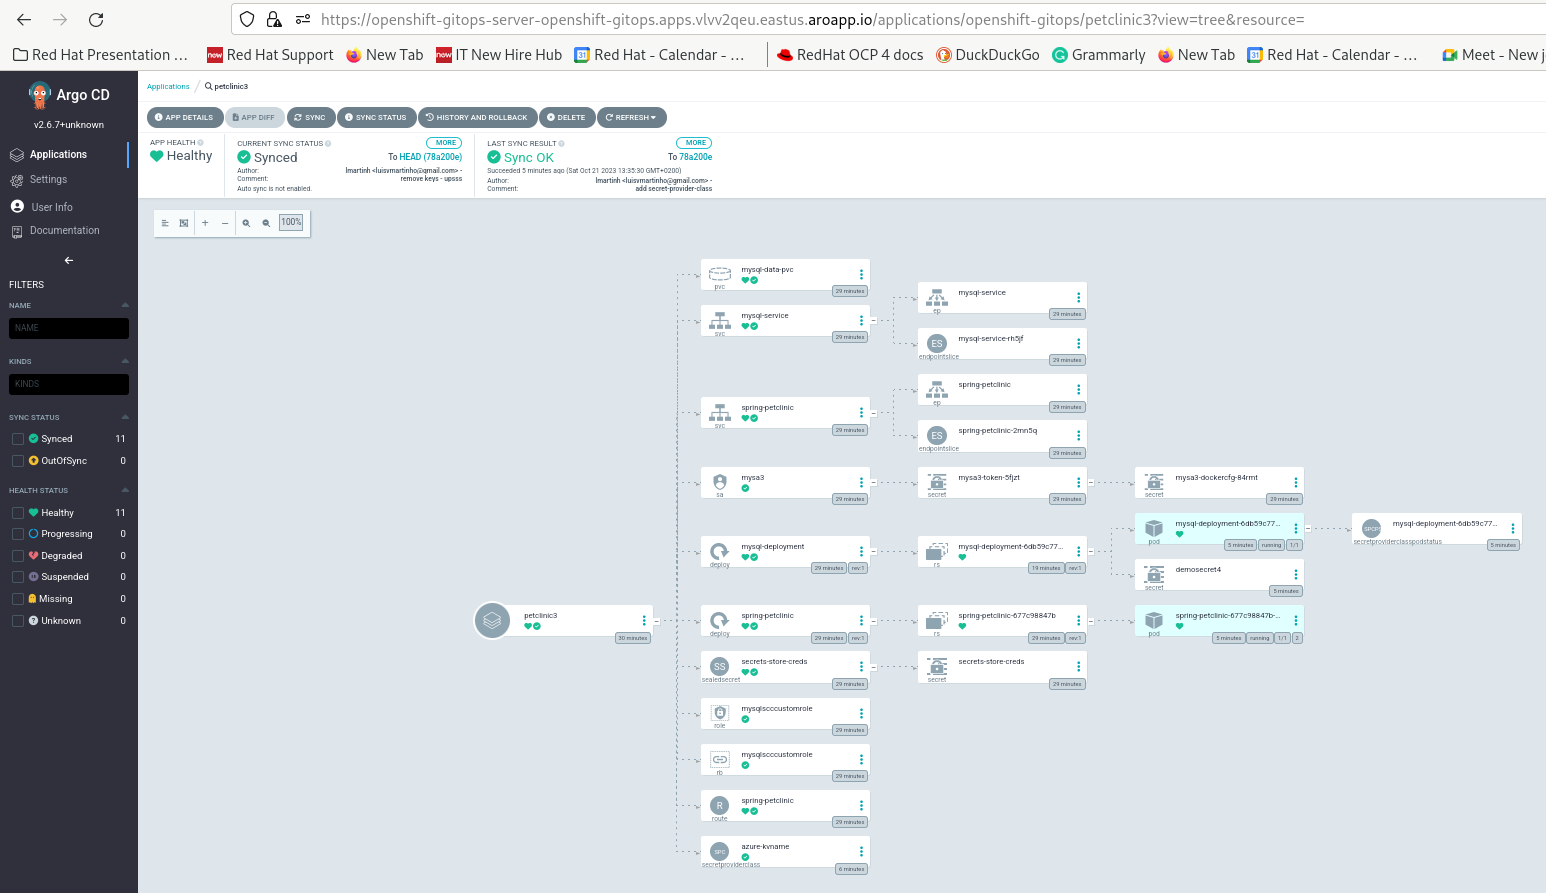 https://openshift-gitops-server-openshift-gitops.apps.vlvv2qeu.eastus.aroapp.io/applications/openshift-gitops/petclinic3?view=tree&resource=
Red Hat Presentation … Red Hat Support New Tab IT New Hire Hub Red Hat - Calendar - … RedHat OCP 4 docs DuckDuckGo Grammarly New Tab Red Hat - Calendar - … Meet - New j
Argo CD
v2.6.7+unknown
Applications
Settings
User Info
Documentation
FILTERS
NAME
NAME
KINDS
KINDS
SYNC STATUS
Synced 11
OutOfSync 0
HEALTH STATUS
Healthy 11
Progressing 0
Degraded 0
Suspended 0
Missing 0
Unknown 0
Applications / petclinic3
APP DETAILS APP DIFF SYNC SYNC STATUS HISTORY AND ROLLBACK DELETE REFRESH
APP HEALTH
Healthy
CURRENT SYNC STATUS MORE
Synced To HEAD (78a200e)
Author: lmartinh <luisvmartinho@gmail.com> -
Comment: remove keys - upsss
Auto sync is not enabled.
LAST SYNC RESULT MORE
Sync OK To 78a200e
Succeeded 5 minutes ago (Sat Oct 21 2023 13:35:30 GMT+0200)
Author: lmartinh <luisvmartinho@gmail.com> -
Comment: add secret-provider-class
100%
petclinic3
30 minutes
mysql-data-pvc
pvc
29 minutes
mysql-service
svc
29 minutes
mysql-service
ep
29 minutes
mysql-service-rh5jf
ES
endpointslice
29 minutes
spring-petclinic
svc
29 minutes
spring-petclinic
ep
29 minutes
spring-petclinic-2mn5q
ES
endpointslice
29 minutes
mysa3
sa
29 minutes
mysa3-token-5fjzt
secret
29 minutes
mysa3-dockercfg-84rmt
secret
29 minutes
mysql-deployment
deploy
29 minutes rev:1
mysql-deployment-6db59c77...
rs
19 minutes rev:1
mysql-deployment-6db59c77...
pod
5 minutes running 1/1
mysql-deployment-6db59c77...
SPCPS
secretproviderclasspodstatus
5 minutes
demosecret4
secret
5 minutes
spring-petclinic
deploy
29 minutes rev:1
spring-petclinic-677c98847b
rs
29 minutes rev:1
spring-petclinic-677c98847b-...
pod
5 minutes running 1/1 2
secrets-store-creds
SS
sealedsecret
29 minutes
secrets-store-creds
secret
29 minutes
mysqlscccustomrole
role
29 minutes
mysqlscccustomrole
rb
29 minutes
spring-petclinic
R
route
29 minutes
azure-kvname
SPC
secretproviderclass
6 minutes